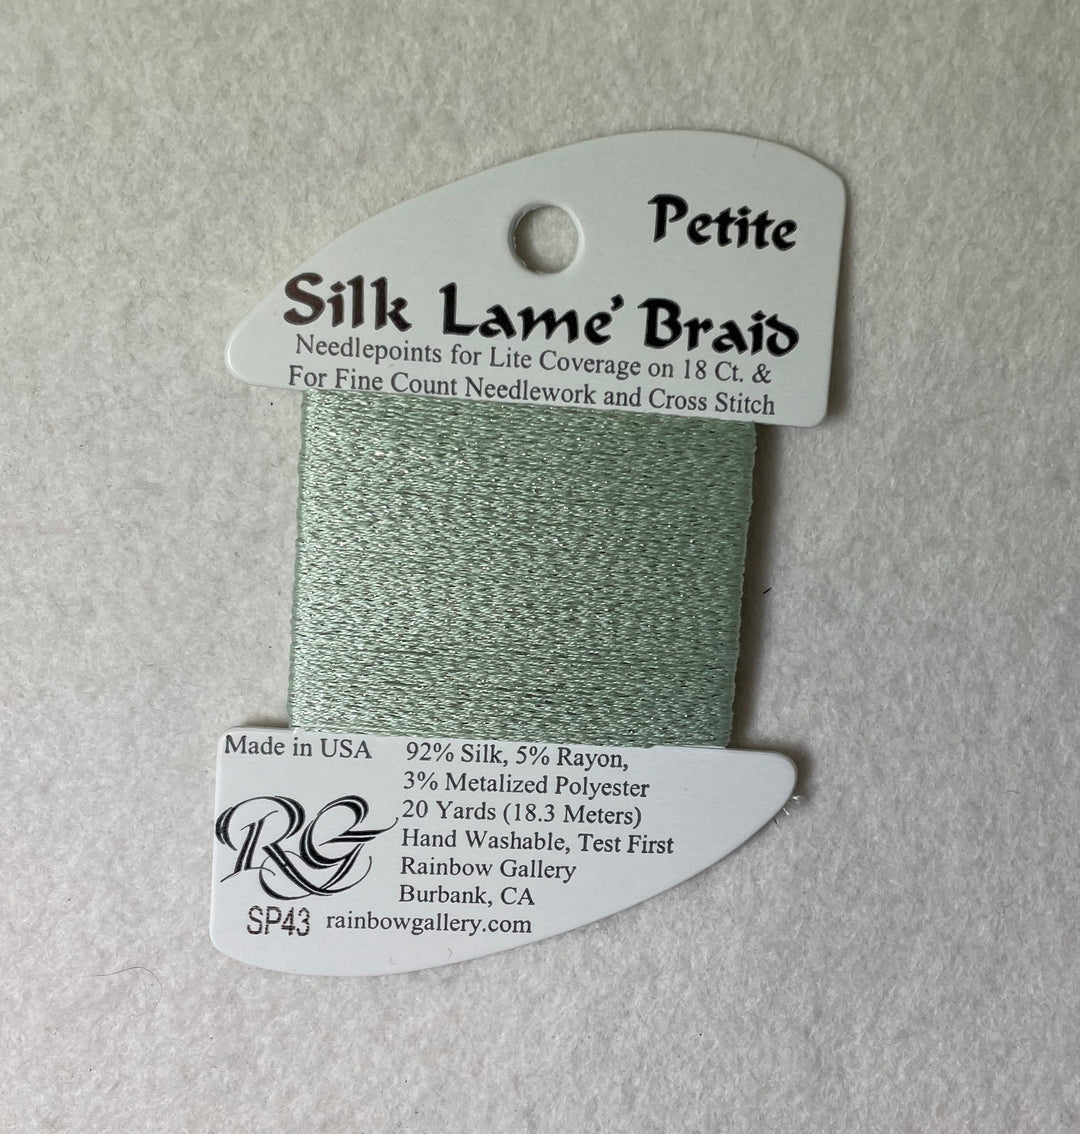 Petite
Silk Lame' Braid
Needlepoints for Lite Coverage on 18 Ct. &
For Fine Count Needlework and Cross Stitch
Made in USA
92% Silk, 5% Rayon,
3% Metalized Polyester
20 Yards (18.3 Meters)
Hand Washable, Test First
Rainbow Gallery
Burbank, CA
RG
SP43
rainbowgallery.com